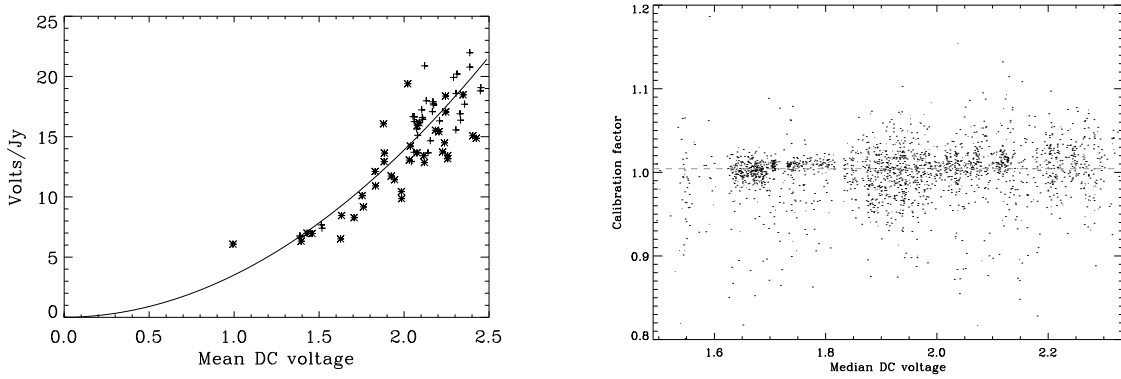 25
20
15
10
5
0
Volts/Jy
0.0 0.5 1.0 1.5 2.0 2.5
Mean DC voltage
1.2
1.1
1.0
0.9
0.8
Calibration factor
1.6 1.8 2.0 2.2
Median DC voltage